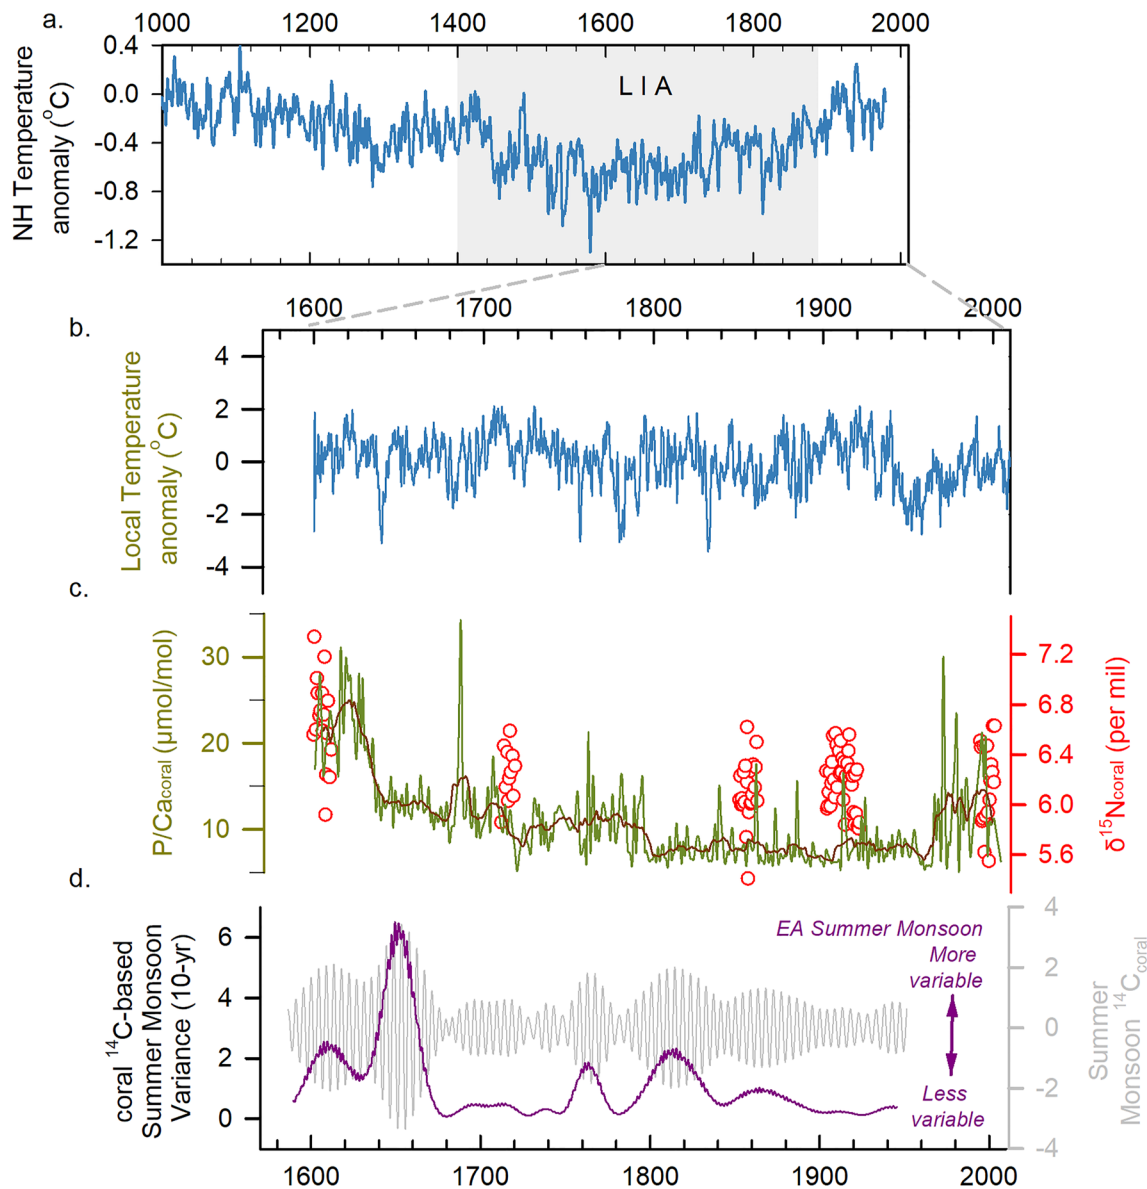 a.
1000 1200 1400 1600 1800 2000
NH Temperature
anomaly (°C)
0.4
0.0
-0.4
-0.8
-1.2
L I A
b.
1600 1700 1800 1900 2000
Local Temperature
anomaly (°C)
4
2
0
-2
-4
c.
P/Cacoral (μmol/mol)
30
20
10
7.2
6.8
6.4
6.0
5.6
δ15Ncoral (per mil)
d.
coral 14C-based
Summer Monsoon
Variance (10-yr)
6
4
2
0
EA Summer Monsoon
More
variable
Less
variable
4
2
0
-2
-4
Summer
Monsoon 14Ccoral
1600 1700 1800 1900 2000